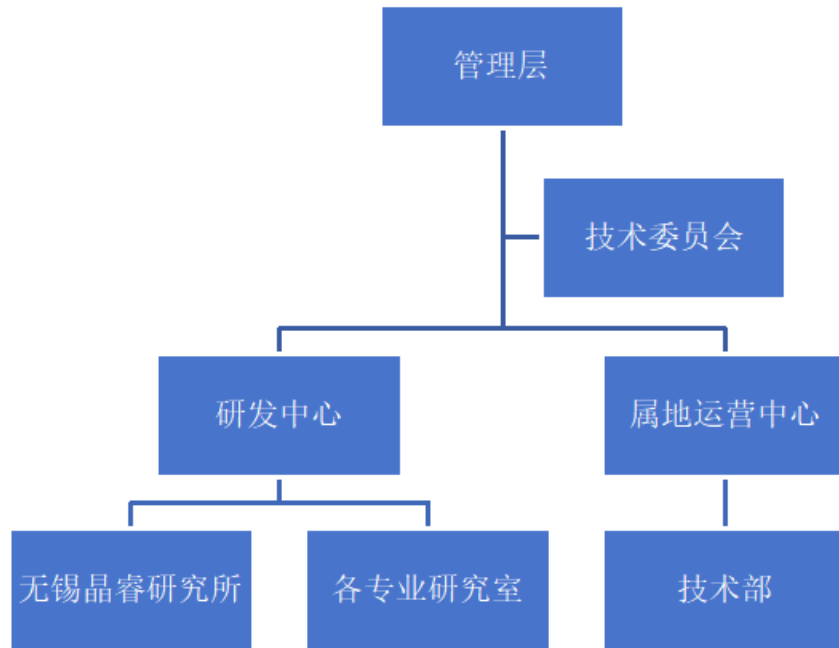 管理层
技术委员会
研发中心
属地运营中心
无锡晶睿研究所
各专业研究室
技术部